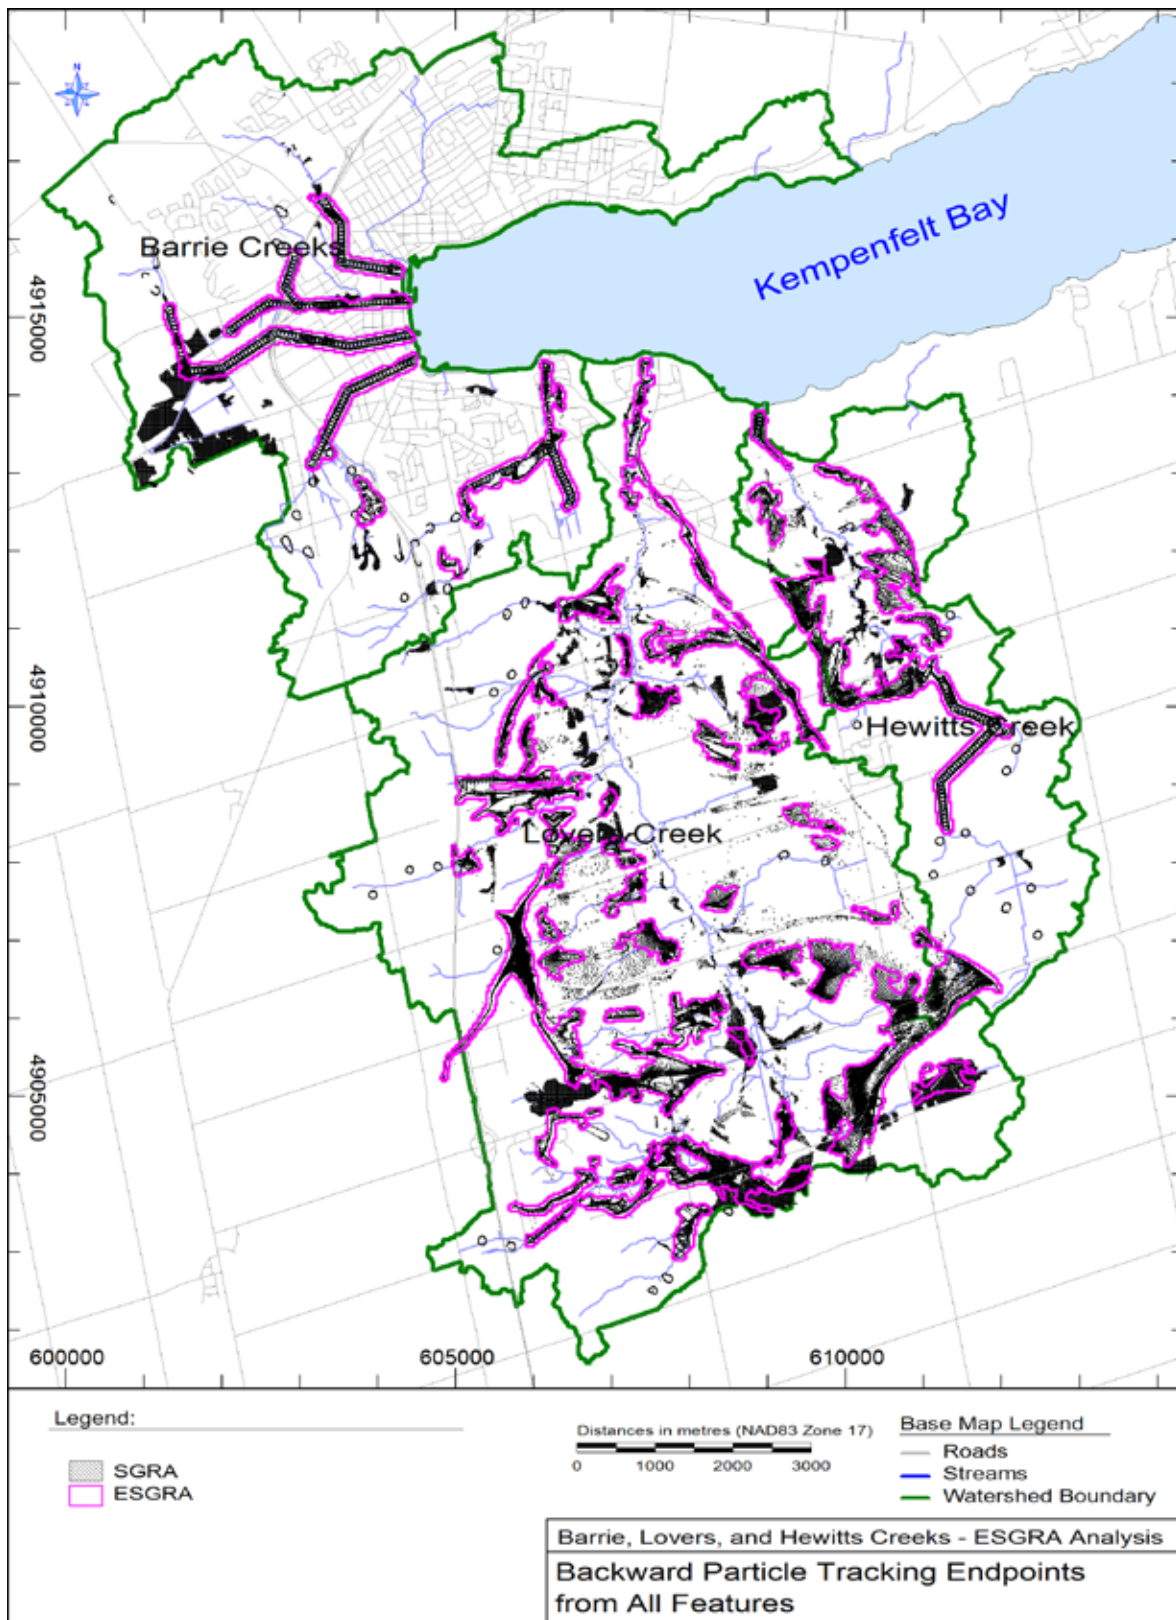 N
Barrie Creeks
Kempenfelt Bay
4915000
4910000
Hewitts Creek
Lovers Creek
4905000
600000
605000
610000
Legend:
SGRA
ESGRA
Distances in metres (NAD83 Zone 17)
0 1000 2000 3000
Base Map Legend
Roads
Streams
Watershed Boundary
Barrie, Lovers, and Hewitts Creeks - ESGRA Analysis
Backward Particle Tracking Endpoints
from All Features